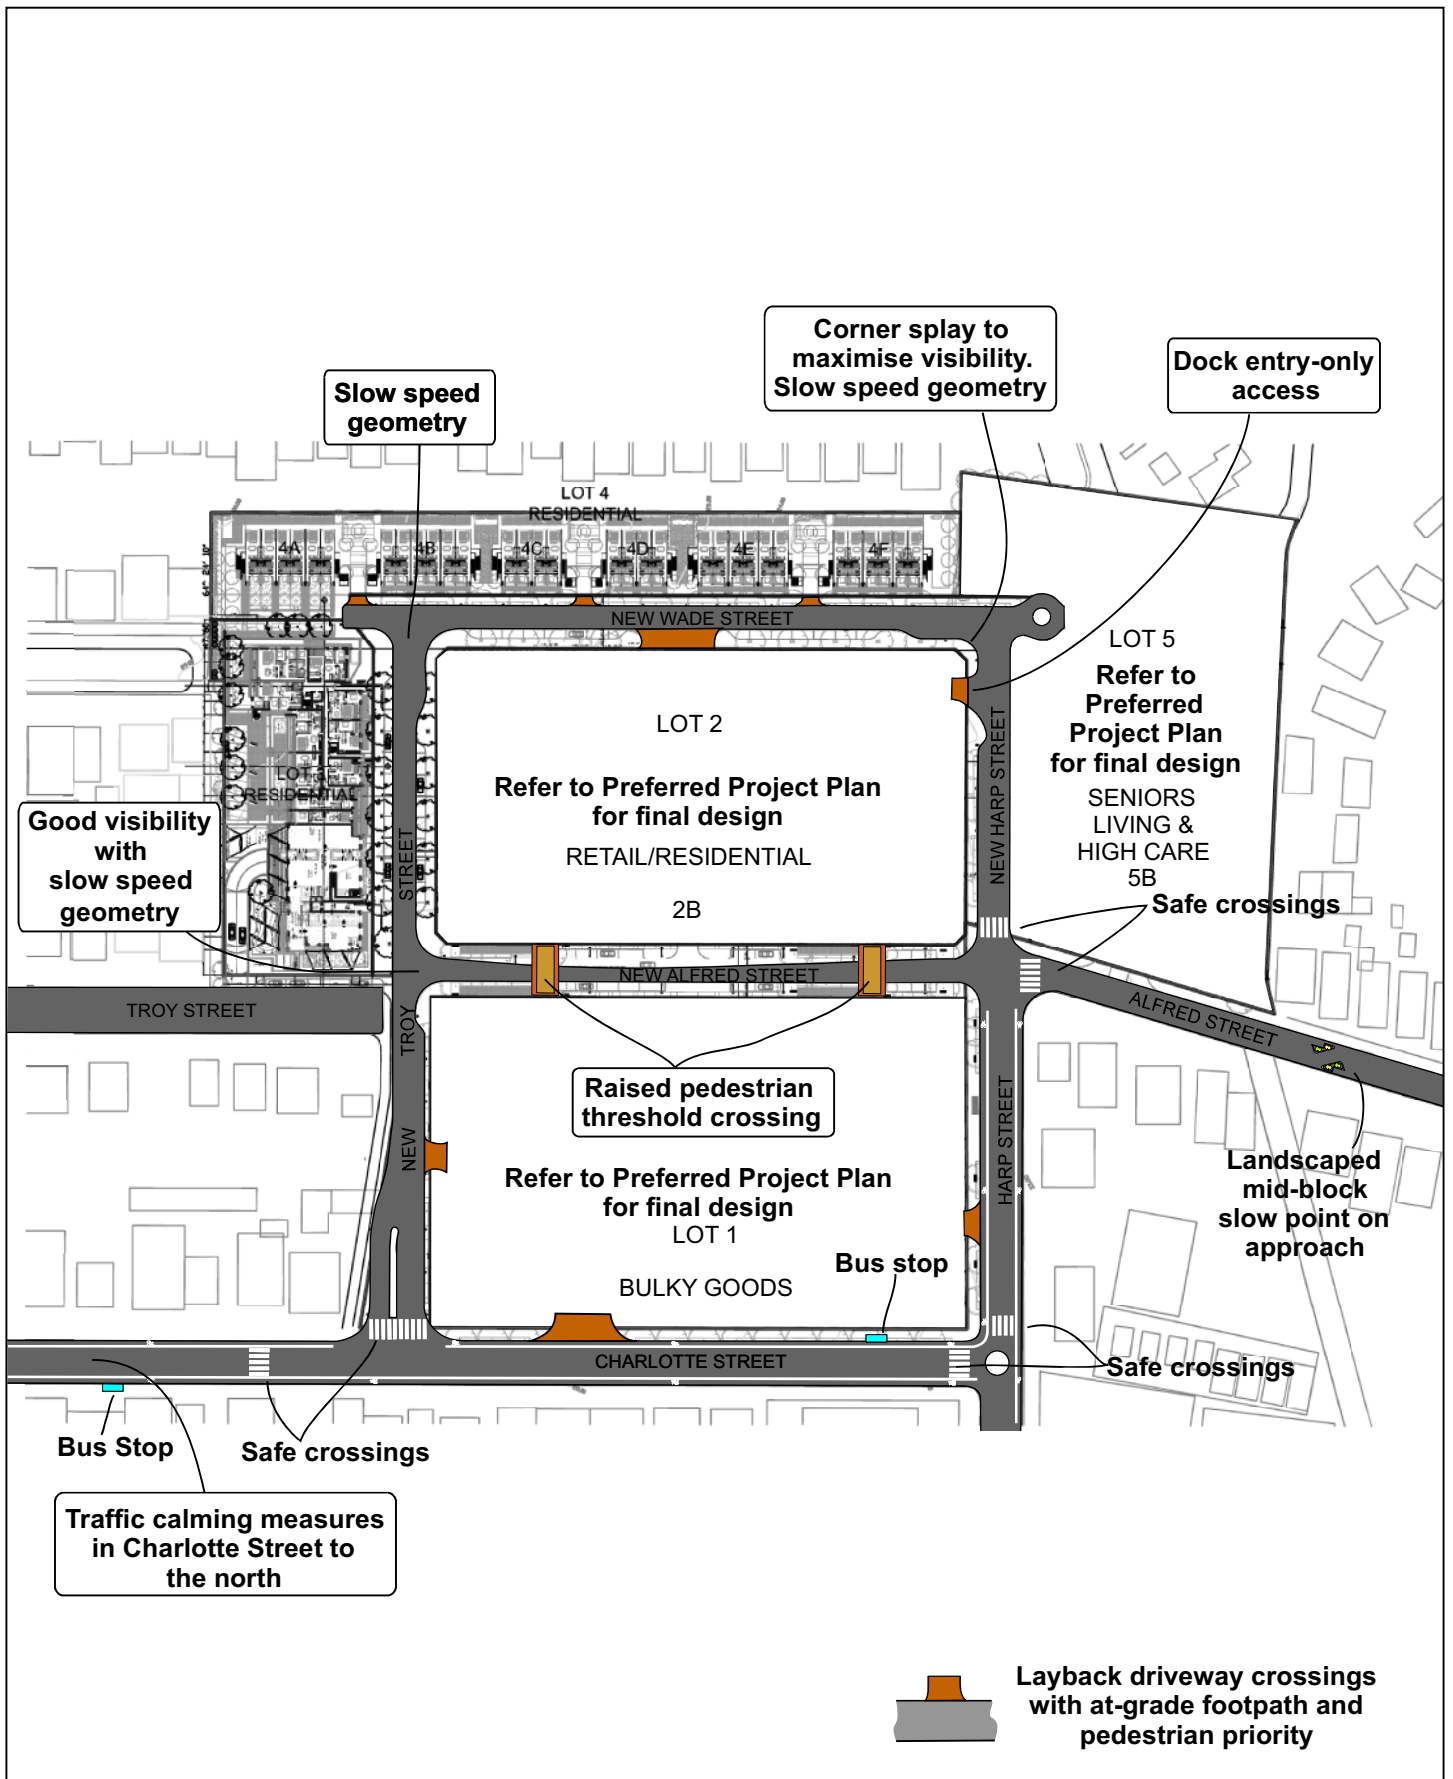 Corner splay to
maximise visibility.
Slow speed geometry
Dock entry-only
access
Slow speed
geometry
LOT 4
RESIDENTIAL
4A
4B
4C
4D
4E
4F
NEW WADE STREET
LOT 5
Refer to
Preferred
Project Plan
for final design
SENIORS
LIVING &
HIGH CARE
5B
LOT 2
Refer to Preferred Project Plan
for final design
RETAIL/RESIDENTIAL
2B
NEW HARP STREET
LOT
RESIDENTIAL
Good visibility
with
slow speed
geometry
NEW TROY STREET
Safe crossings
NEW ALFRED STREET
TROY STREET
ALFRED STREET
Raised pedestrian
threshold crossing
HARP STREET
Landscaped
mid-block
slow point on
approach
Refer to Preferred Project Plan
for final design
LOT 1
BULKY GOODS
Bus stop
CHARLOTTE STREET
Safe crossings
Bus Stop
Safe crossings
Traffic calming measures
in Charlotte Street to
the north
Layback driveway crossings
with at-grade footpath and
pedestrian priority